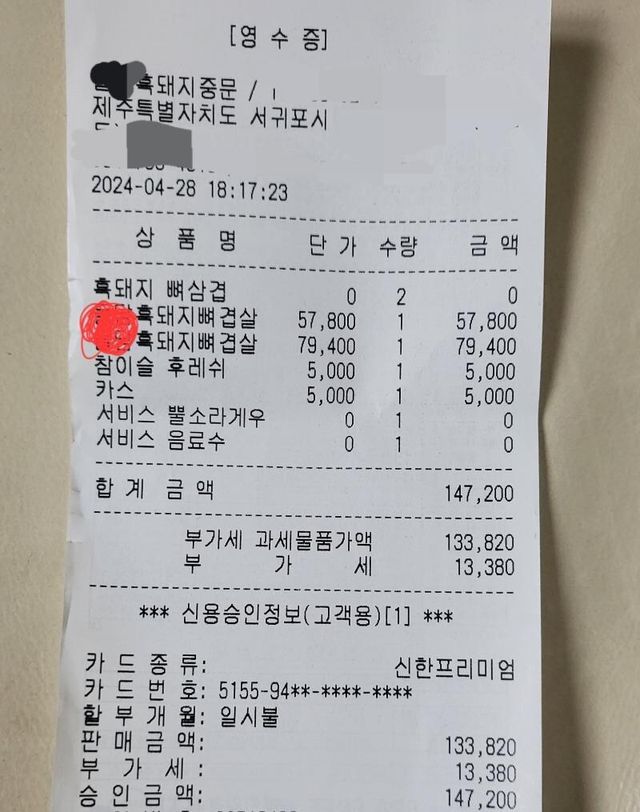 [영 수 증]
흑돼지중문 /
제주특별자치도 서귀포시
2024-04-28 18:17:23
상 품 명 단 가 수량 금 액
흑돼지 뼈삼겹 0 2 0
흑돼지뼈겹살 57,800 1 57,800
흑돼지뼈겹살 79,400 1 79,400
참이슬 후레쉬 5,000 1 5,000
카스 5,000 1 5,000
서비스 뿔소라게우 0 1 0
서비스 음료수 0 1 0
합 계 금 액 147,200
부가세 과세물품가액 133,820
부 가 세 13,380
*** 신용승인정보(고객용)[1] ***
카 드 종 류: 신한프리미엄
카 드 번 호: 5155-94**-****-****
할 부 개 월: 일시불
판 매 금 액: 133,820
부 가 세 : 13,380
승 인 금 액: 147,200